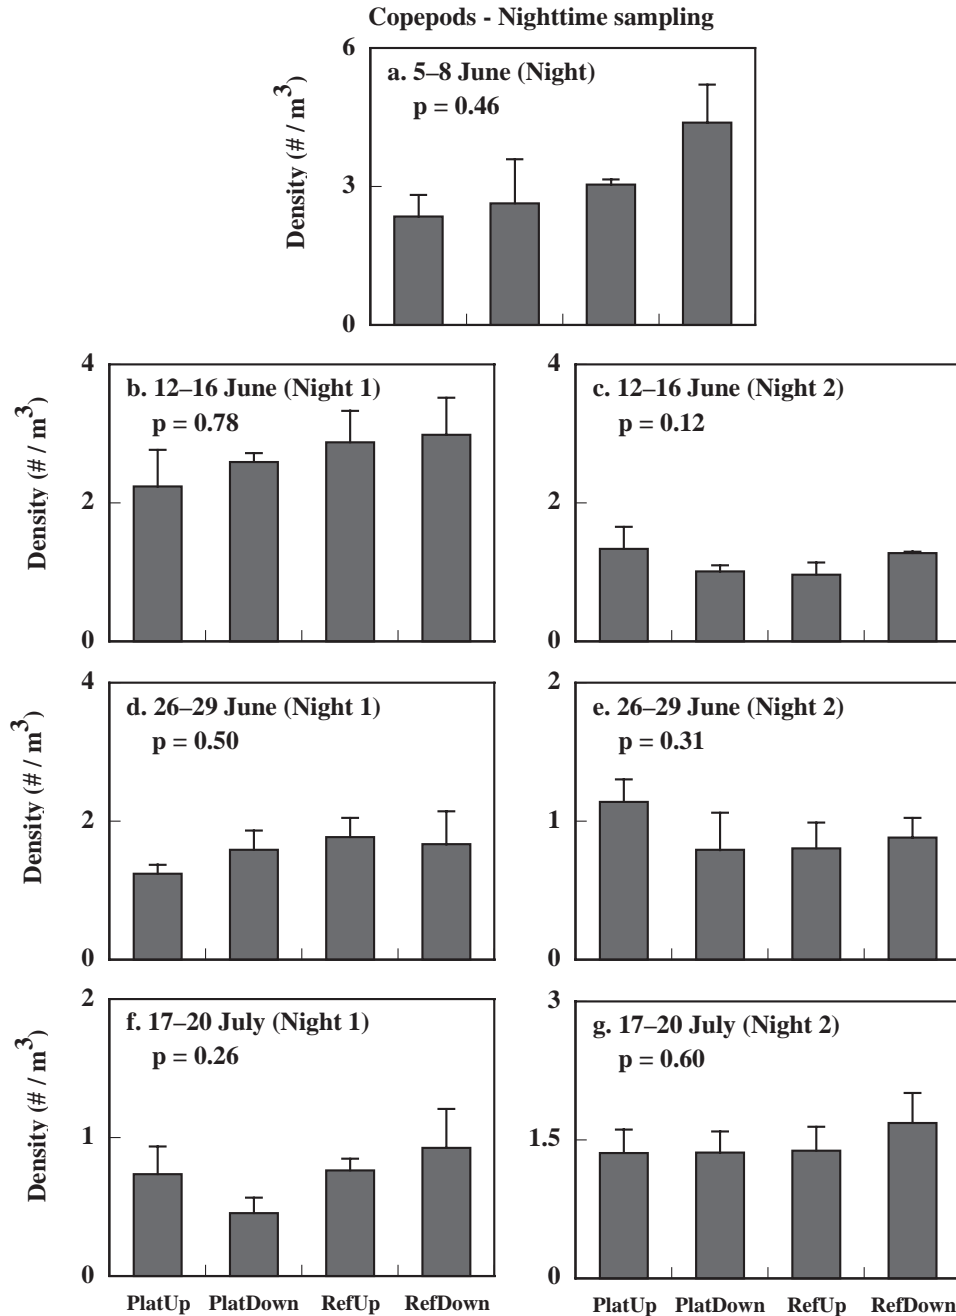 Copepods - Nighttime sampling
6
a. 5–8 June (Night)
p = 0.46
Density (# / m3)
3
0
4
b. 12–16 June (Night 1)
p = 0.78
Density (# / m3)
2
0
4
c. 12–16 June (Night 2)
p = 0.12
2
0
4
d. 26–29 June (Night 1)
p = 0.50
Density (# / m3)
2
0
2
e. 26–29 June (Night 2)
p = 0.31
1
0
2
f. 17–20 July (Night 1)
p = 0.26
Density (# / m3)
1
0
3
g. 17–20 July (Night 2)
p = 0.60
1.5
0
PlatUp PlatDown RefUp RefDown
PlatUp PlatDown RefUp RefDown